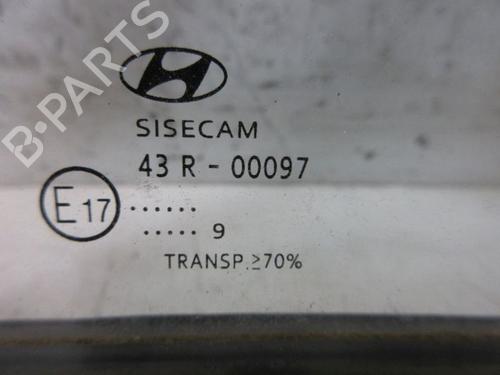 B-PARTS
SISECAM
43 R - 00097
E17 ......
..... 9
TRANSP.≥70%